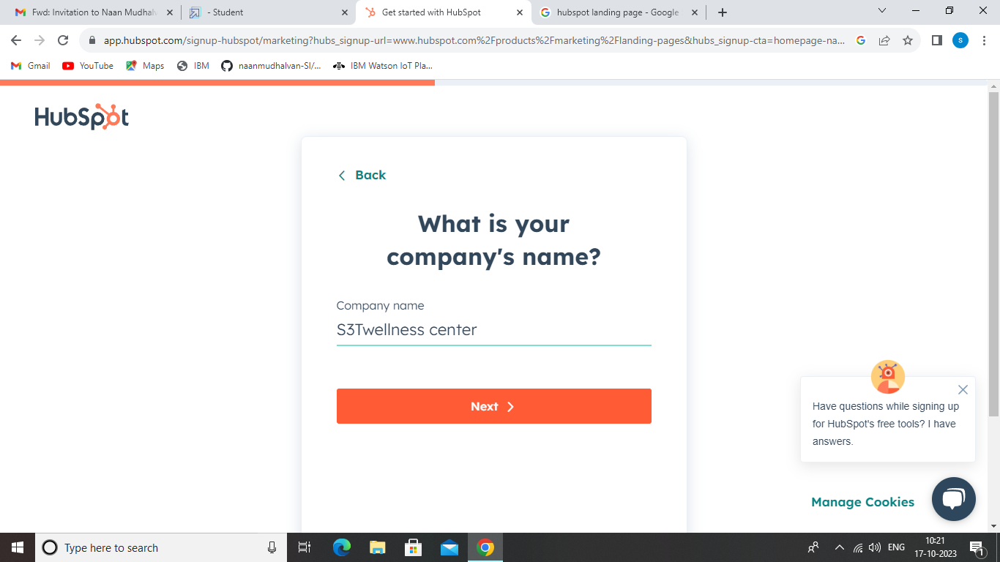 Fwd: Invitation to Naan Mudhalv
- Student
Get started with HubSpot
hubspot landing page - Google
app.hubspot.com/signup-hubspot/marketing?hubs_signup-url=www.hubspot.com%2Fproducts%2Fmarketing%2Flanding-pages&hubs_signup-cta=homepage-na...
S
Gmail
YouTube
Maps
IBM
naanmudhalvan-SI/...
IBM Watson IoT Pla...
HubSpot
Back
What is your
company's name?
Company name
S3Twellness center
Next
Have questions while signing up
for HubSpot's free tools? I have
answers.
Manage Cookies
Type here to search
ENG
10:21
17-10-2023
1